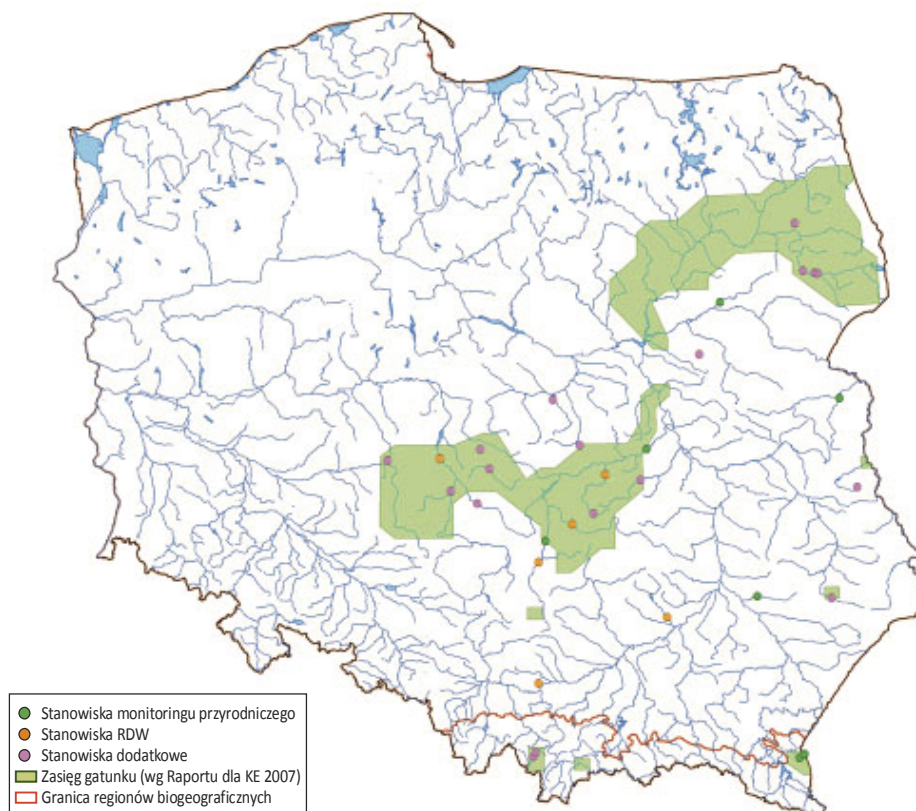 Stanowiska monitoringu przyrodniczego
Stanowiska RDW
Stanowiska dodatkowe
Zasięg gatunku (wg Raportu dla KE 2007)
Granica regionów biogeograficznych